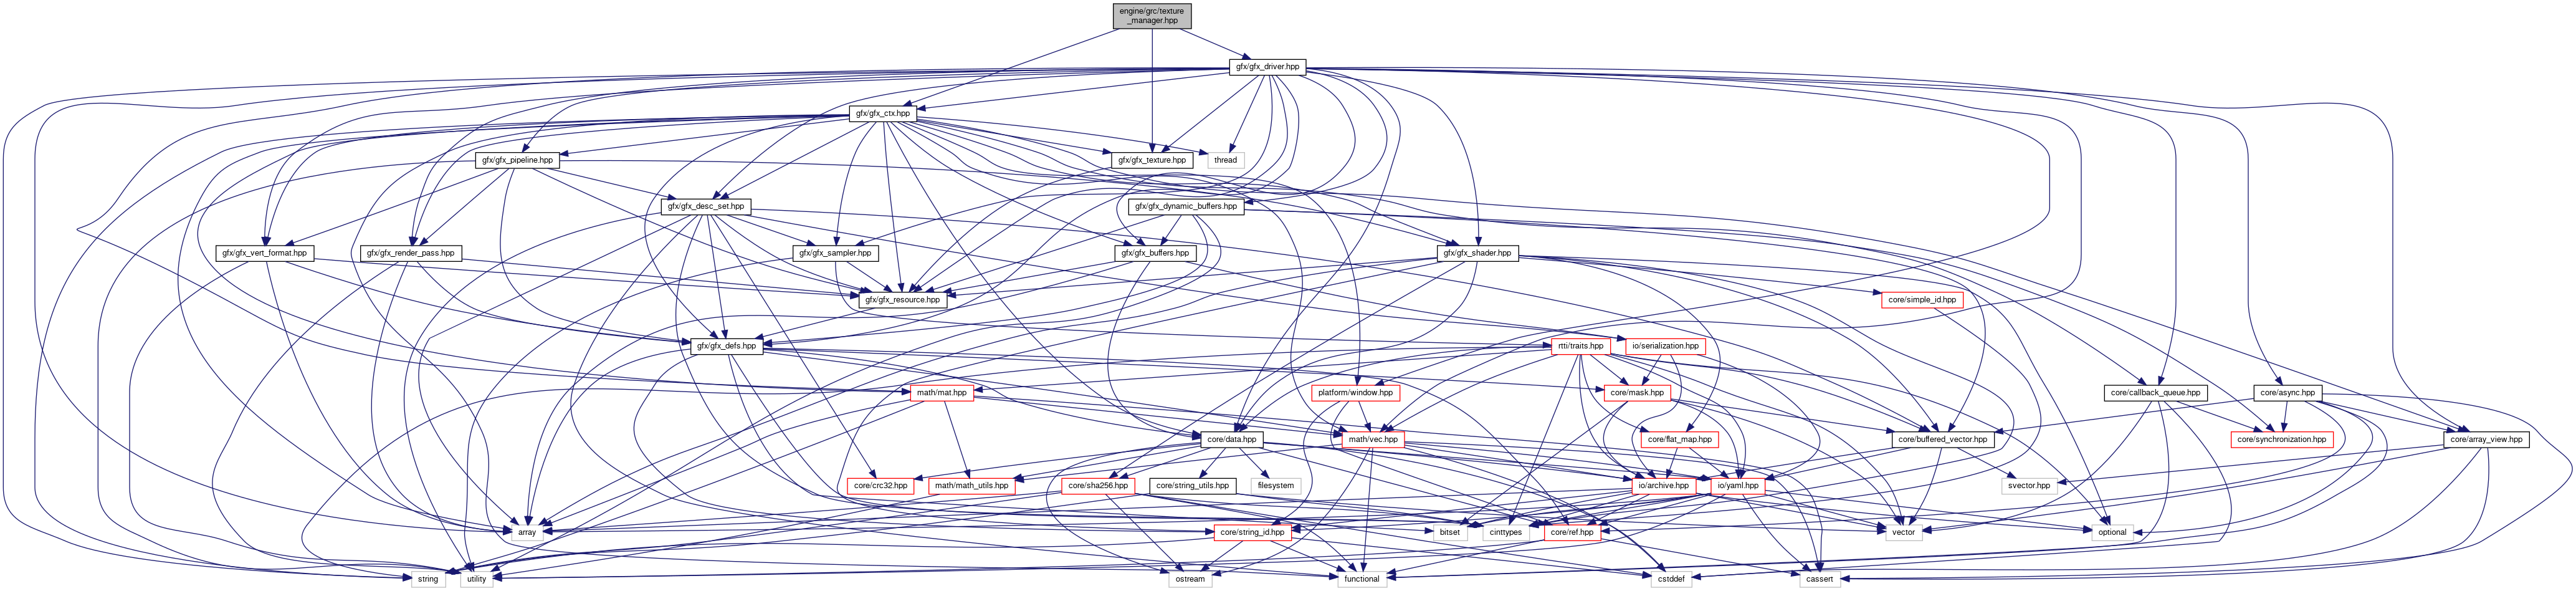 engine/grc/texture
_manager.hpp
gfx/gfx_driver.hpp
gfx/gfx_ctx.hpp
gfx/gfx_pipeline.hpp
gfx/gfx_texture.hpp
thread
gfx/gfx_desc_set.hpp
gfx/gfx_dynamic_buffers.hpp
gfx/gfx_vert_format.hpp
gfx/gfx_render_pass.hpp
gfx/gfx_sampler.hpp
gfx/gfx_buffers.hpp
gfx/gfx_shader.hpp
gfx/gfx_resource.hpp
core/simple_id.hpp
gfx/gfx_defs.hpp
rtti/traits.hpp
io/serialization.hpp
math/mat.hpp
platform/window.hpp
core/mask.hpp
core/callback_queue.hpp
core/async.hpp
core/data.hpp
math/vec.hpp
core/flat_map.hpp
core/buffered_vector.hpp
core/synchronization.hpp
core/array_view.hpp
core/crc32.hpp
math/math_utils.hpp
core/sha256.hpp
core/string_utils.hpp
filesystem
io/archive.hpp
io/yaml.hpp
svector.hpp
array
core/string_id.hpp
bitset
cinttypes
core/ref.hpp
vector
optional
string
utility
ostream
functional
cstddef
cassert